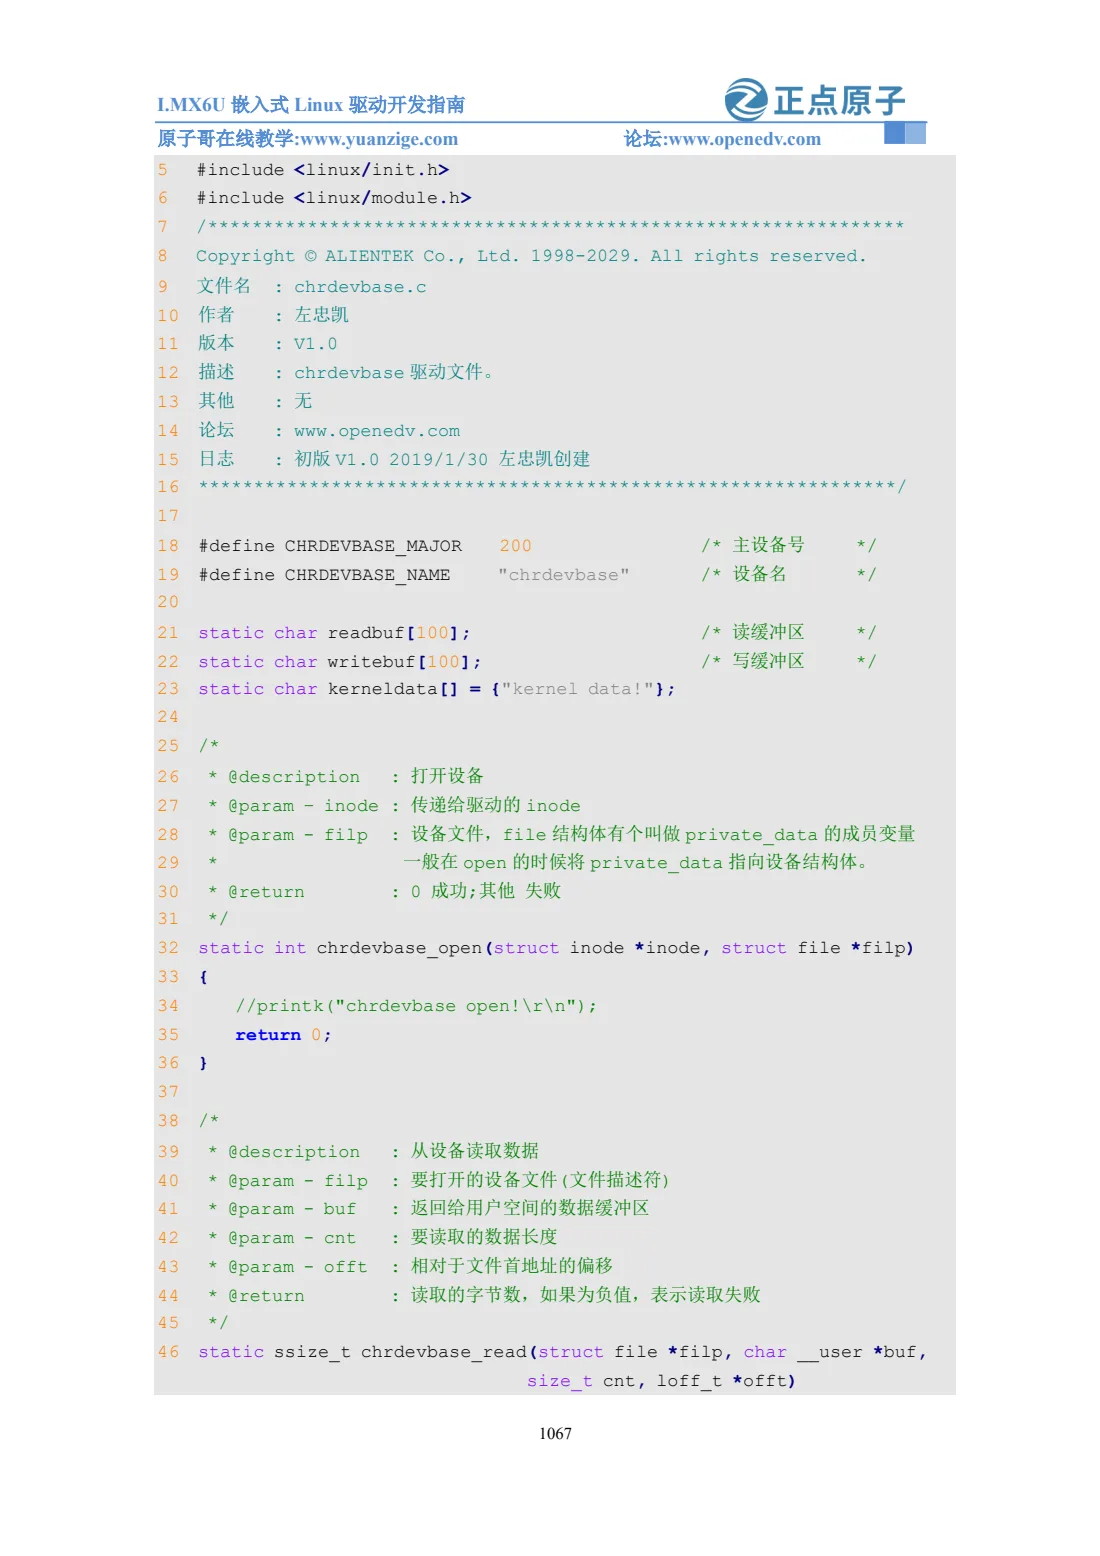 I.MX6U 嵌入式 Linux 驱动开发指南
正点原子
原子哥在线教学:www.yuanzige.com 论坛:www.openedv.com
5 #include <linux/init.h>
6 #include <linux/module.h>
7 /****************************************************************
8 Copyright © ALIENTEK Co., Ltd. 1998-2029. All rights reserved.
9 文件名 : chrdevbase.c
10 作者 : 左忠凯
11 版本 : V1.0
12 描述 : chrdevbase 驱动文件。
13 其他 : 无
14 论坛 : www.openedv.com
15 日志 : 初版 V1.0 2019/1/30 左忠凯创建
16 ****************************************************************/
17
18 #define CHRDEVBASE_MAJOR 200 /* 主设备号 */
19 #define CHRDEVBASE_NAME "chrdevbase" /* 设备名 */
20
21 static char readbuf[100]; /* 读缓冲区 */
22 static char writebuf[100]; /* 写缓冲区 */
23 static char kerneldata[] = {"kernel data!"};
24
25 /*
26 * @description : 打开设备
27 * @param – inode : 传递给驱动的 inode
28 * @param - filp : 设备文件，file 结构体有个叫做 private_data 的成员变量
29 * 一般在 open 的时候将 private_data 指向设备结构体。
30 * @return : 0 成功;其他 失败
31 */
32 static int chrdevbase_open(struct inode *inode, struct file *filp)
33 {
34 //printk("chrdevbase open!\r\n");
35 return 0;
36 }
37
38 /*
39 * @description : 从设备读取数据
40 * @param - filp : 要打开的设备文件(文件描述符)
41 * @param - buf : 返回给用户空间的数据缓冲区
42 * @param - cnt : 要读取的数据长度
43 * @param - offt : 相对于文件首地址的偏移
44 * @return : 读取的字节数，如果为负值，表示读取失败
45 */
46 static ssize_t chrdevbase_read(struct file *filp, char __user *buf,
size_t cnt, loff_t *offt)
1067